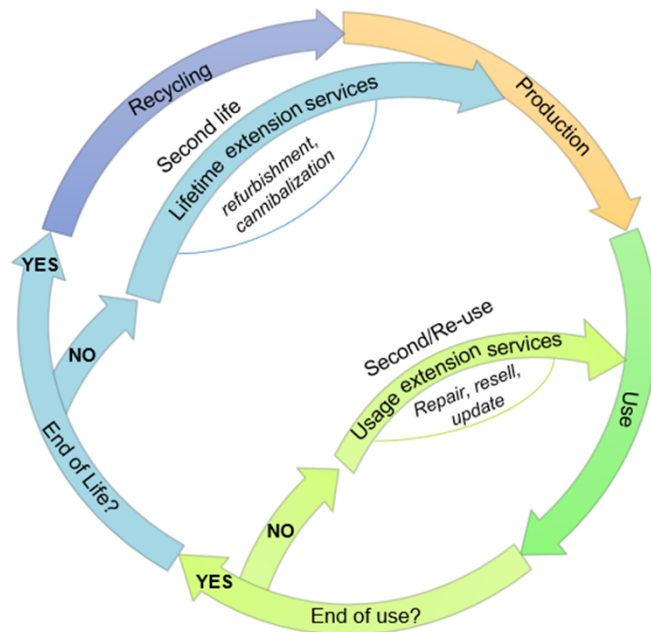 Recycling
Production
Second life
Lifetime extension services
refurbishment,
cannibalization
YES
NO
Second/Re-use
Usage extension services
Repair, resell,
update
Use
End of Life?
NO
YES
End of use?